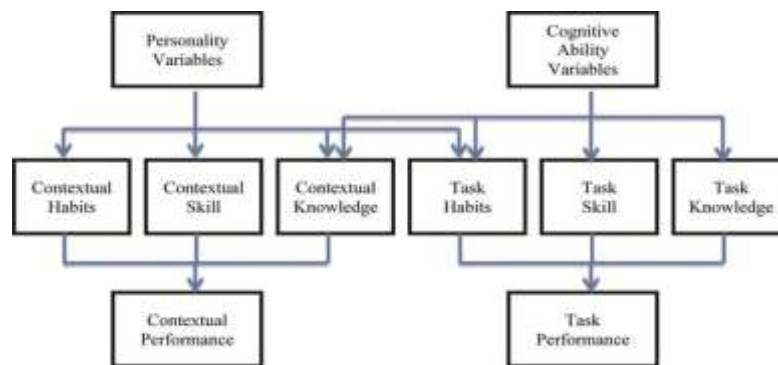 Personality
Variables
Cognitive
Ability
Variables
Contextual
Habits
Contextual
Skill
Contextual
Knowledge
Task
Habits
Task
Skill
Task
Knowledge
Contextual
Performance
Task
Performance